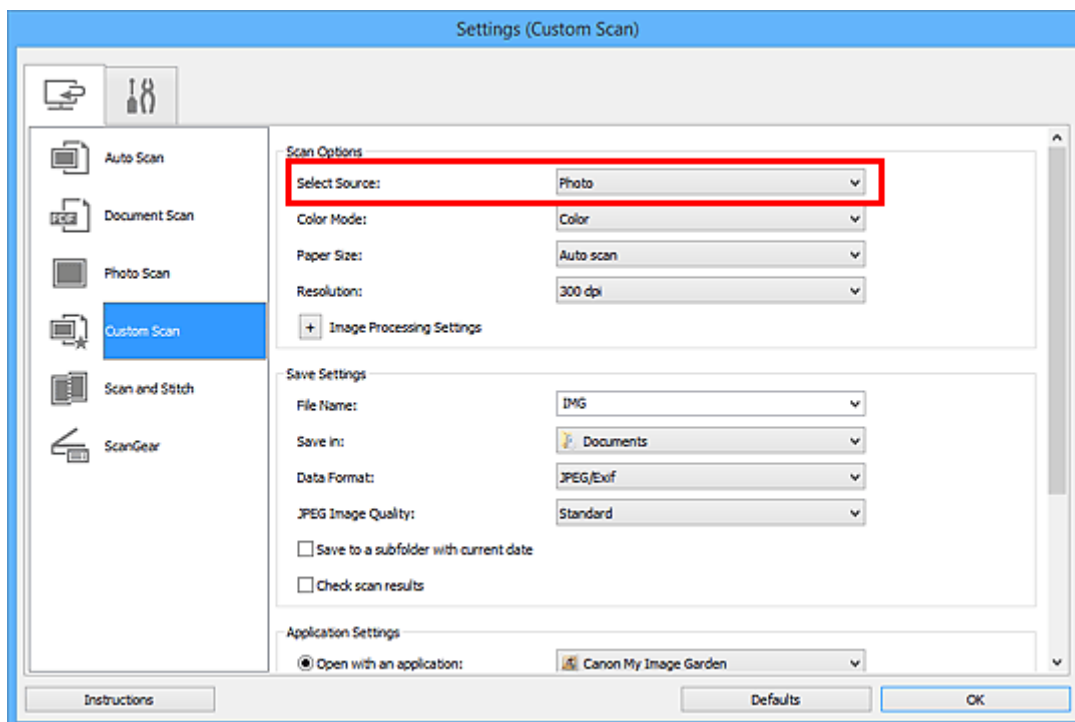 Settings (Custom Scan)
Auto Scan
PDF
Document Scan
Photo Scan
Custom Scan
Scan and Stitch
ScanGear
Scan Options
Select Source: Photo
Color Mode: Color
Paper Size: Auto scan
Resolution: 300 dpi
+ Image Processing Settings
Save Settings
File Name: IMG
Save in: Documents
Data Format: JPEG/Exif
JPEG Image Quality: Standard
Save to a subfolder with current date
Check scan results
Application Settings
Open with an application: Canon My Image Garden
Instructions Defaults OK